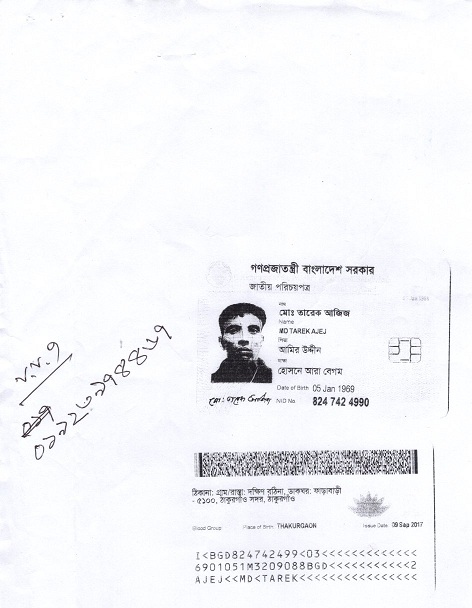 গণপ্রজাতন্ত্রী বাংলাদেশ সরকার
জাতীয় পরিচয়পত্র
নাম
মোঃ তারেক আজিজ
Name
MD TAREK AJEJ
পিতা
আমির উদ্দীন
মাতা
হোসনে আরা বেগম
Date of Birth 05 Jan 1969
NID No. 824 742 4990
মোঃ তারেক আজিজ
ঠিকানা: গ্রাম/রাস্তা: দক্ষিণ বঠিনা, ডাকঘর: ফাড়াবাড়ী
- ৫১০০, ঠাকুরগাঁও সদর, ঠাকুরগাঁও
Blood Group Place of Birth: THAKURGAON Issue Date: 09 Sep 2017
I<BGD824742499<03<<<<<<<<<<<<<
6901051M3209088BGD<<<<<<<<<<<2
AJEJ<<MD<TAREK<<<<<<<<<<<<<<<<